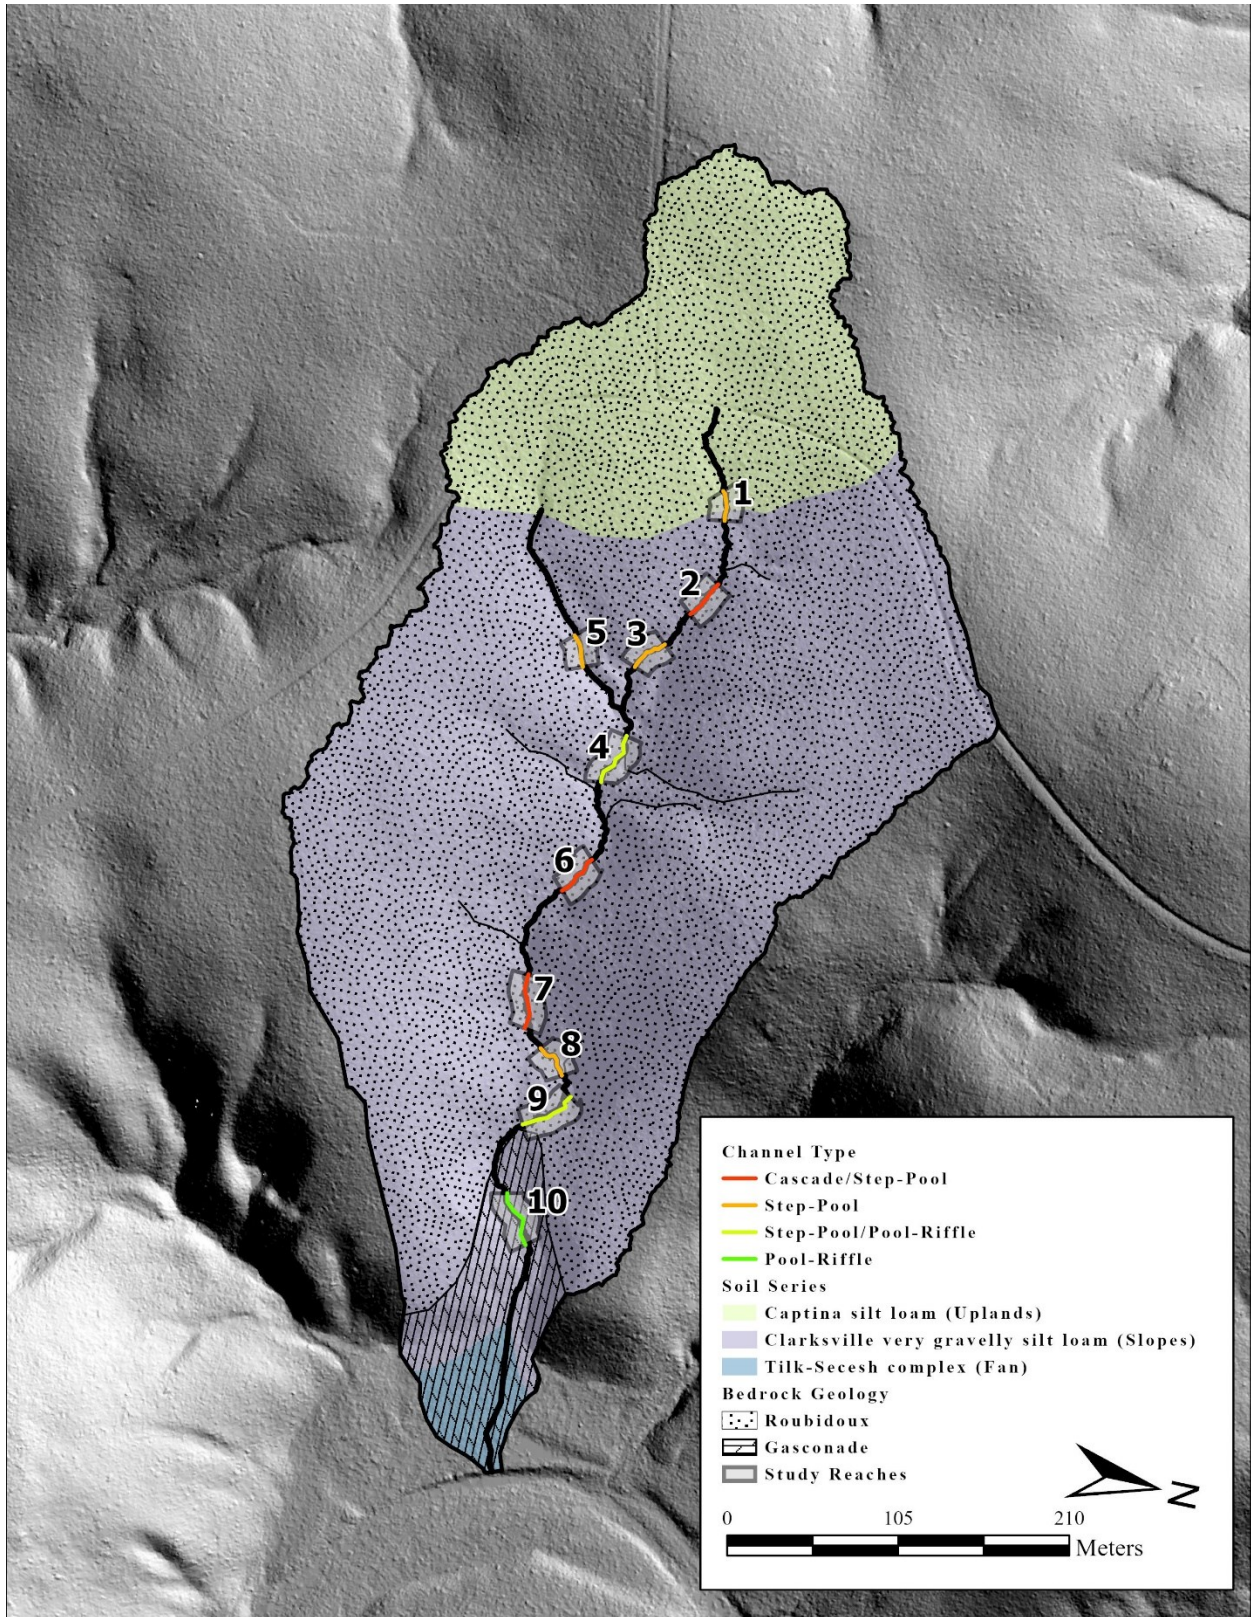 1
2
5
3
4
6
7
8
9
10
Channel Type
Cascade/Step-Pool
Step-Pool
Step-Pool/Pool-Riffle
Pool-Riffle
Soil Series
Captina silt loam (Uplands)
Clarksville very gravelly silt loam (Slopes)
Tilk-Secesh complex (Fan)
Bedrock Geology
Roubidoux
Gasconade
Study Reaches
N
0 105 210
Meters